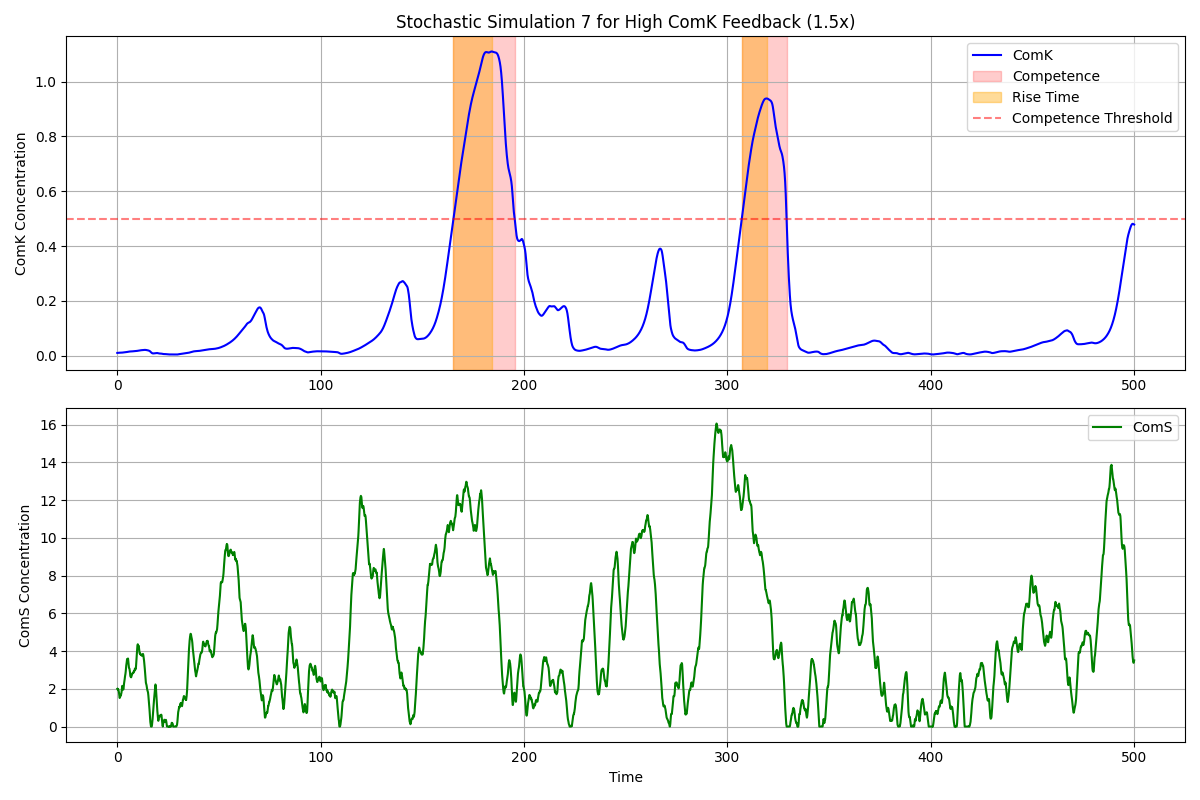 Stochastic Simulation 7 for High ComK Feedback (1.5x)
ComK Concentration
1.0
0.8
0.6
0.4
0.2
0.0
ComK
Competence
Rise Time
Competence Threshold
0 100 200 300 400 500
ComS Concentration
16
14
12
10
8
6
4
2
0
ComS
0 100 200 300 400 500
Time